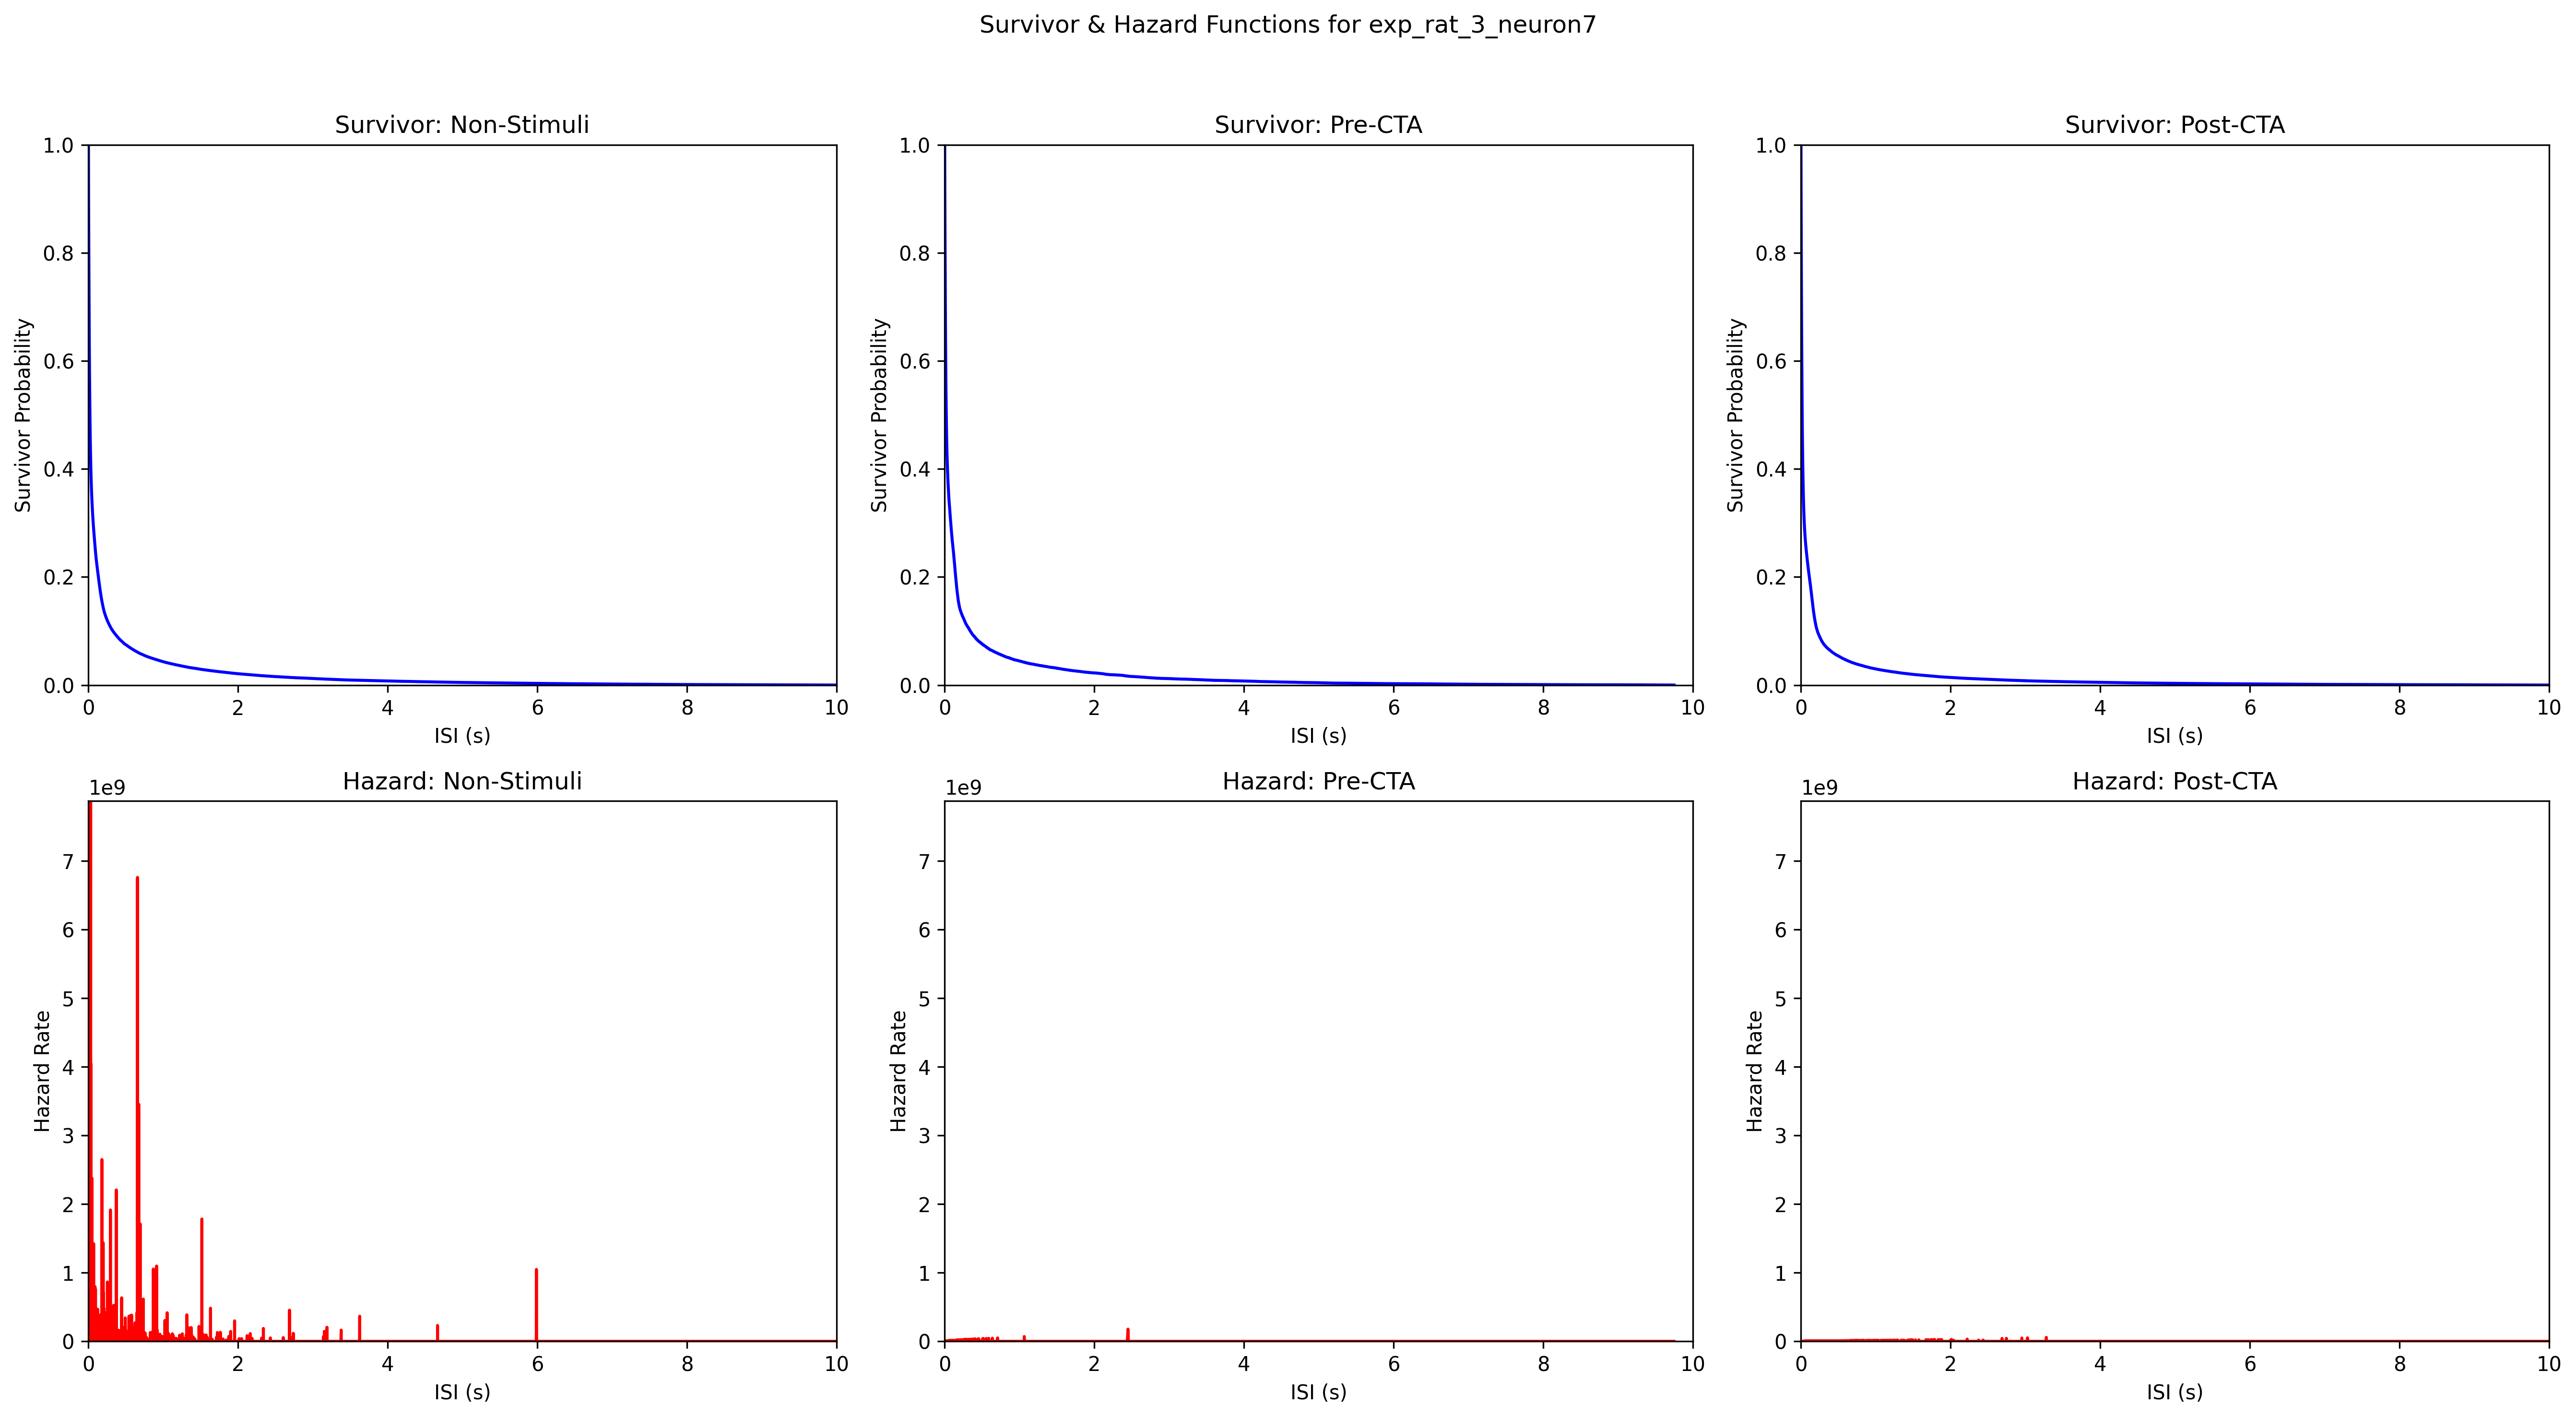 Survivor & Hazard Functions for exp_rat_3_neuron7
Survivor: Non-Stimuli
Survivor Probability
1.0
0.8
0.6
0.4
0.2
0.0
0 2 4 6 8 10
ISI (s)
Survivor: Pre-CTA
Survivor Probability
1.0
0.8
0.6
0.4
0.2
0.0
0 2 4 6 8 10
ISI (s)
Survivor: Post-CTA
Survivor Probability
1.0
0.8
0.6
0.4
0.2
0.0
0 2 4 6 8 10
ISI (s)
Hazard: Non-Stimuli
1e9
Hazard Rate
7
6
5
4
3
2
1
0
0 2 4 6 8 10
ISI (s)
Hazard: Pre-CTA
1e9
Hazard Rate
7
6
5
4
3
2
1
0
0 2 4 6 8 10
ISI (s)
Hazard: Post-CTA
1e9
Hazard Rate
7
6
5
4
3
2
1
0
0 2 4 6 8 10
ISI (s)